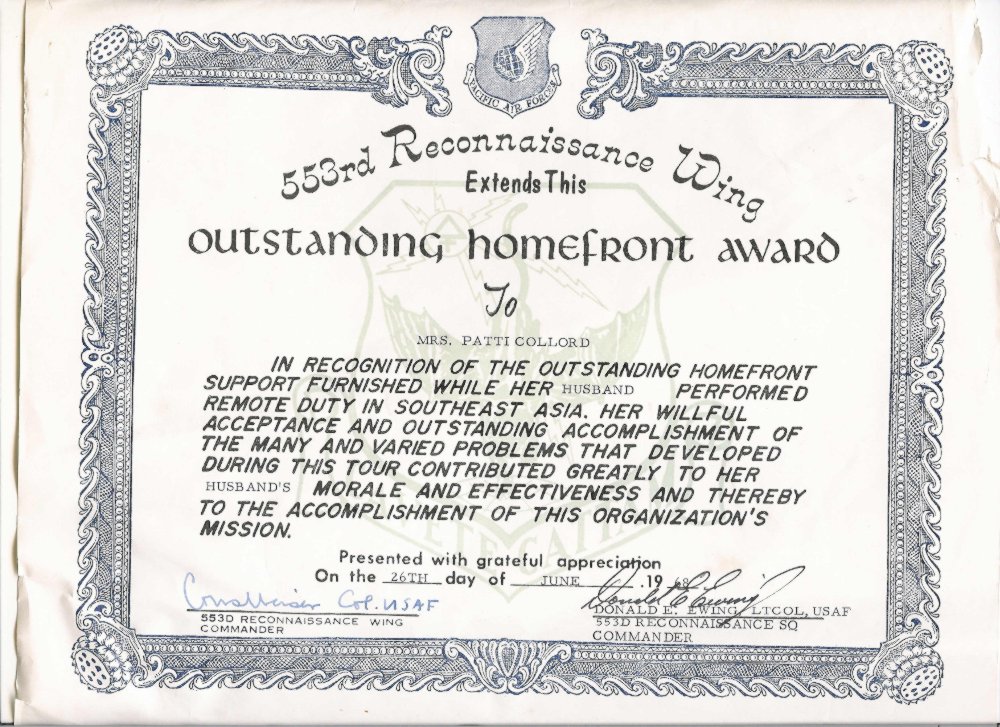 PACIFIC AIR FORCES
553rd Reconnaissance Wing
Extends This
Outstanding Homefront Award
To
MRS. PATTI COLLORD
IN RECOGNITION OF THE OUTSTANDING HOMEFRONT
SUPPORT FURNISHED WHILE HER HUSBAND PERFORMED
REMOTE DUTY IN SOUTHEAST ASIA. HER WILLFUL
ACCEPTANCE AND OUTSTANDING ACCOMPLISHMENT OF
THE MANY AND VARIED PROBLEMS THAT DEVELOPED
DURING THIS TOUR CONTRIBUTED GREATLY TO HER
HUSBAND'S MORALE AND EFFECTIVENESS AND THEREBY
TO THE ACCOMPLISHMENT OF THIS ORGANIZATION'S
MISSION.
Presented with grateful appreciation
On the 26TH day of JUNE 19 68
Col. USAF
553D RECONNAISSANCE WING
COMMANDER
Donald E Ewing
DONALD E. EWING, LTCOL, USAF
553D RECONNAISSANCE SQ
COMMANDER